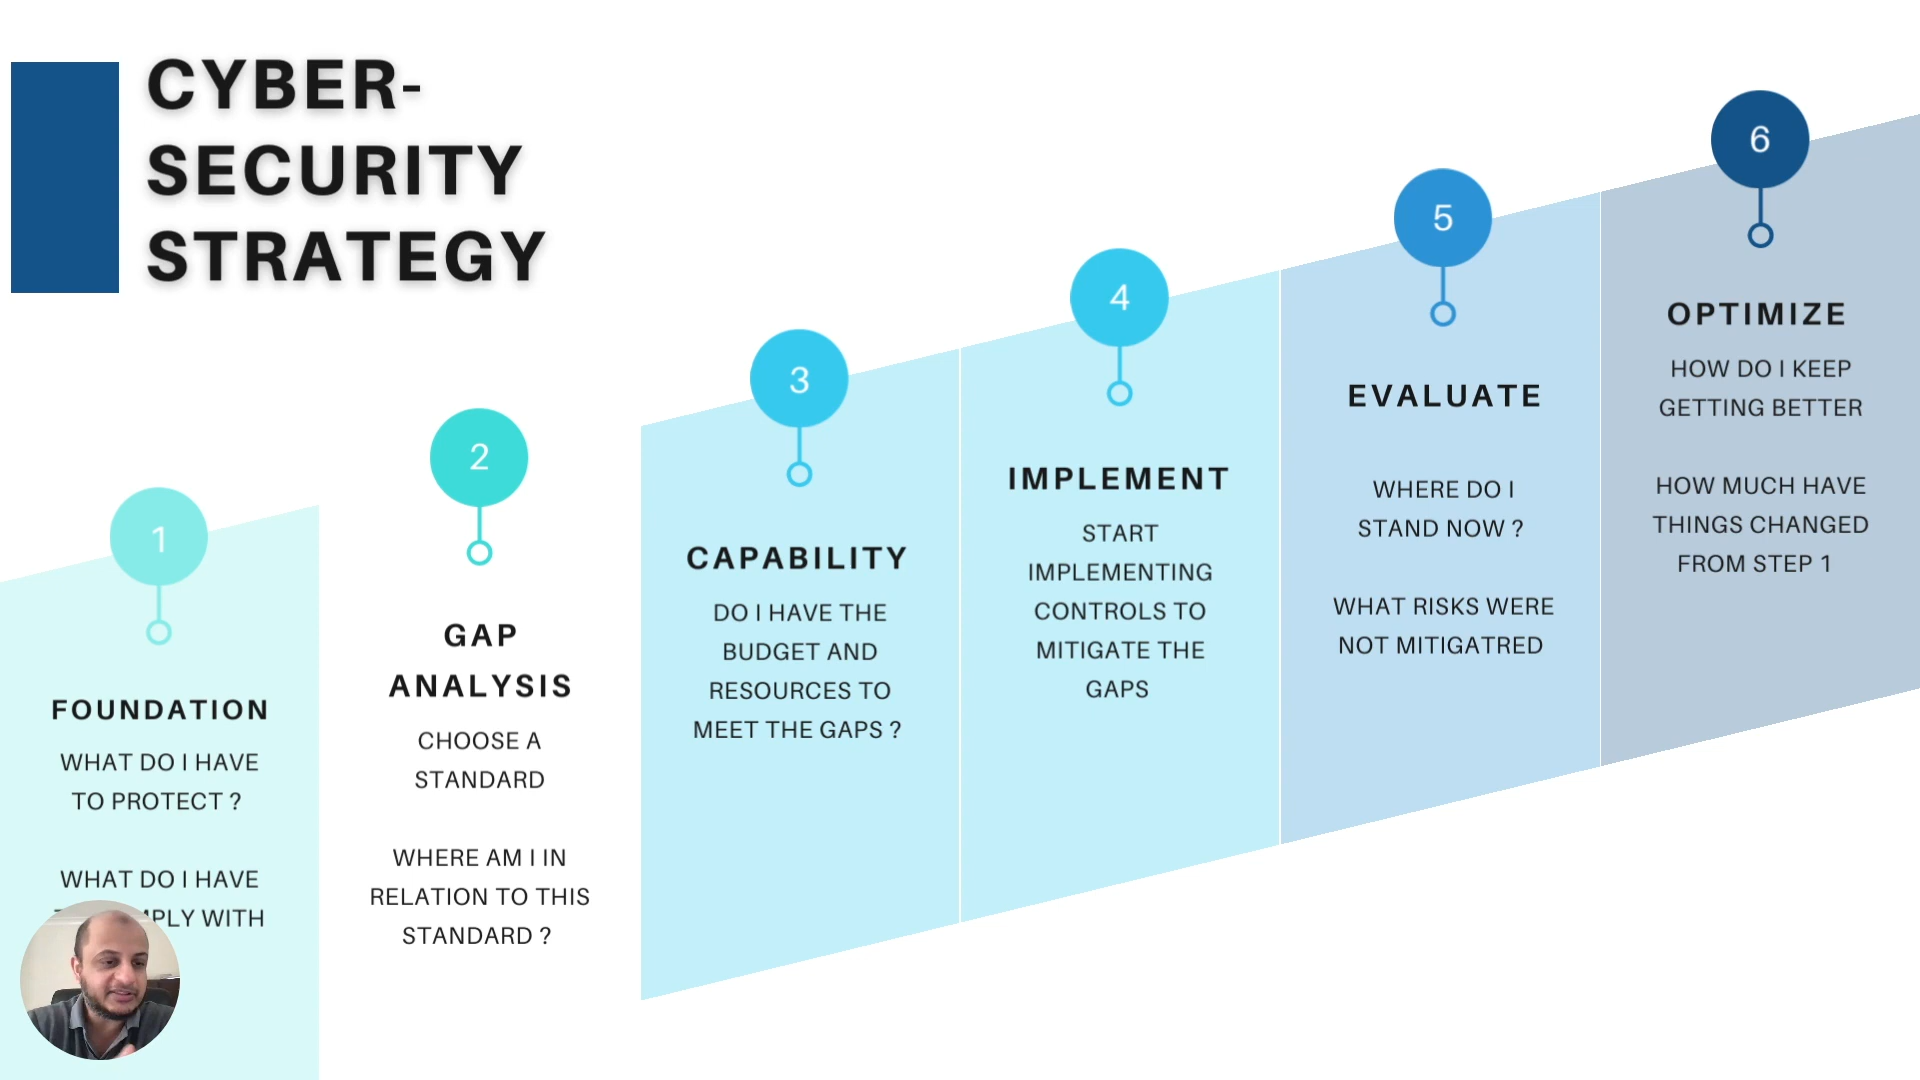 CYBER-
SECURITY
STRATEGY
1
FOUNDATION
WHAT DO I HAVE
TO PROTECT ?
WHAT DO I HAVE
WITH
2
GAP
ANALYSIS
CHOOSE A
STANDARD
WHERE AM I IN
RELATION TO THIS
STANDARD ?
3
CAPABILITY
DO I HAVE THE
BUDGET AND
RESOURCES TO
MEET THE GAPS ?
4
IMPLEMENT
START
IMPLEMENTING
CONTROLS TO
MITIGATE THE
GAPS
5
EVALUATE
WHERE DO I
STAND NOW ?
WHAT RISKS WERE
NOT MITIGATRED
6
OPTIMIZE
HOW DO I KEEP
GETTING BETTER
HOW MUCH HAVE
THINGS CHANGED
FROM STEP 1